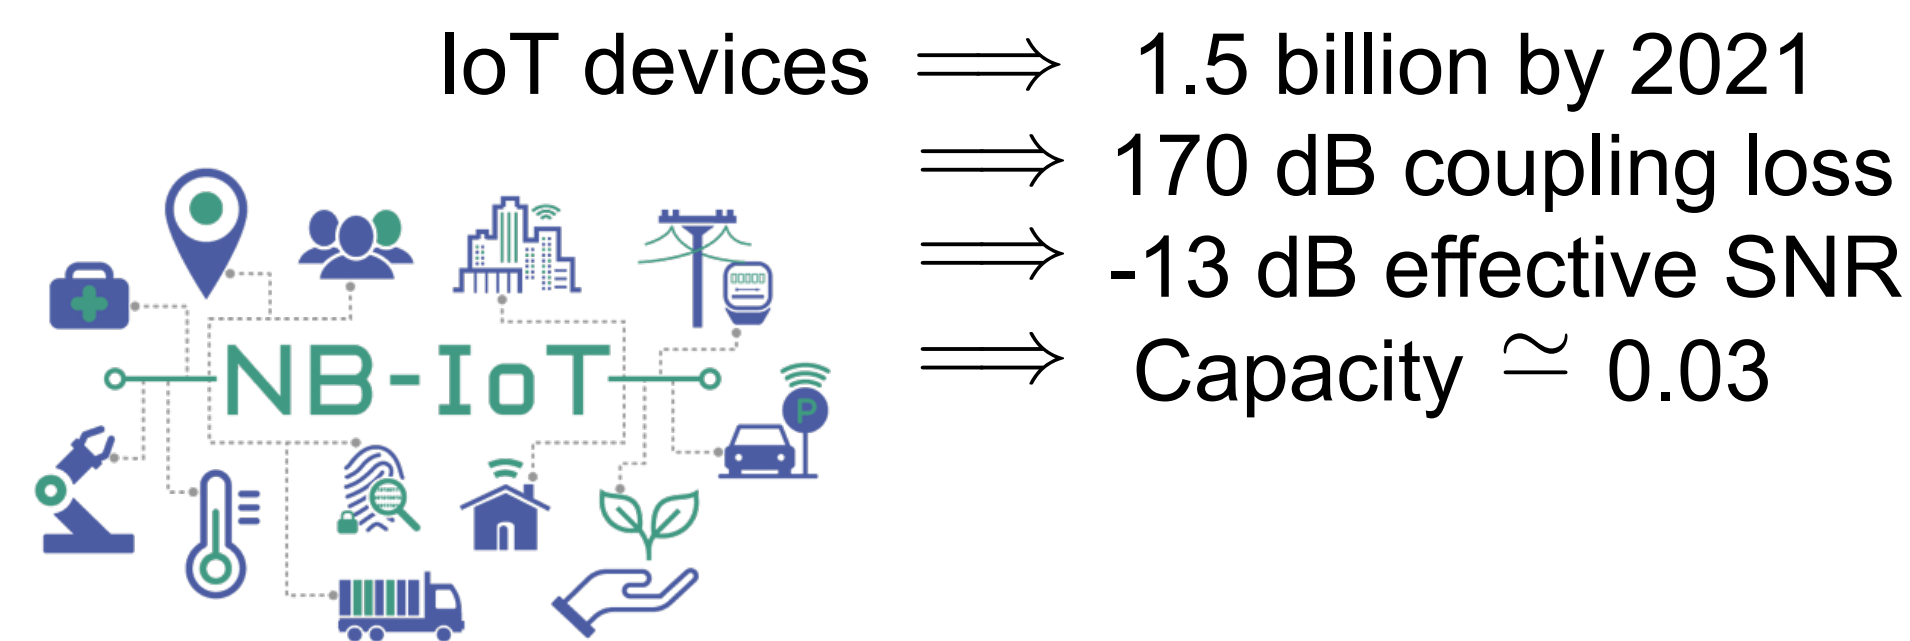 IoT devices ⟹ 1.5 billion by 2021
⟹ 170 dB coupling loss
⟹ -13 dB effective SNR
⟹ Capacity ≃ 0.03
NB-IoT
P